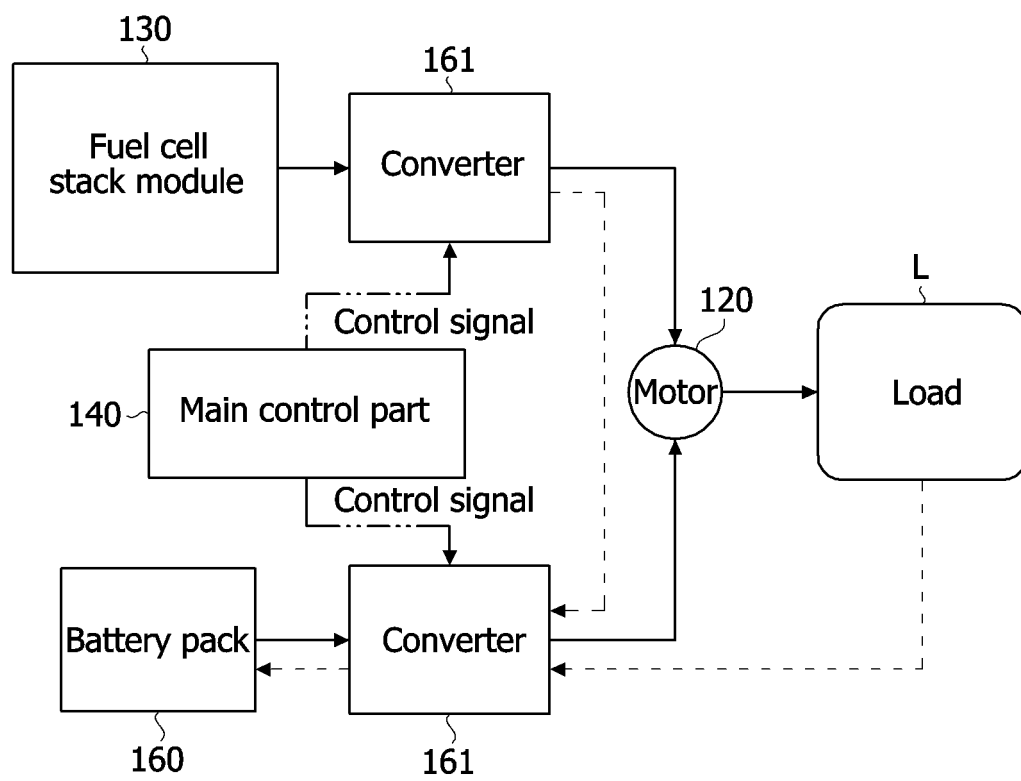 130
161
Fuel cell
stack module
Converter
L
Control signal
120
Main control part
140
Motor
Load
Control signal
Battery pack
Converter
160
161